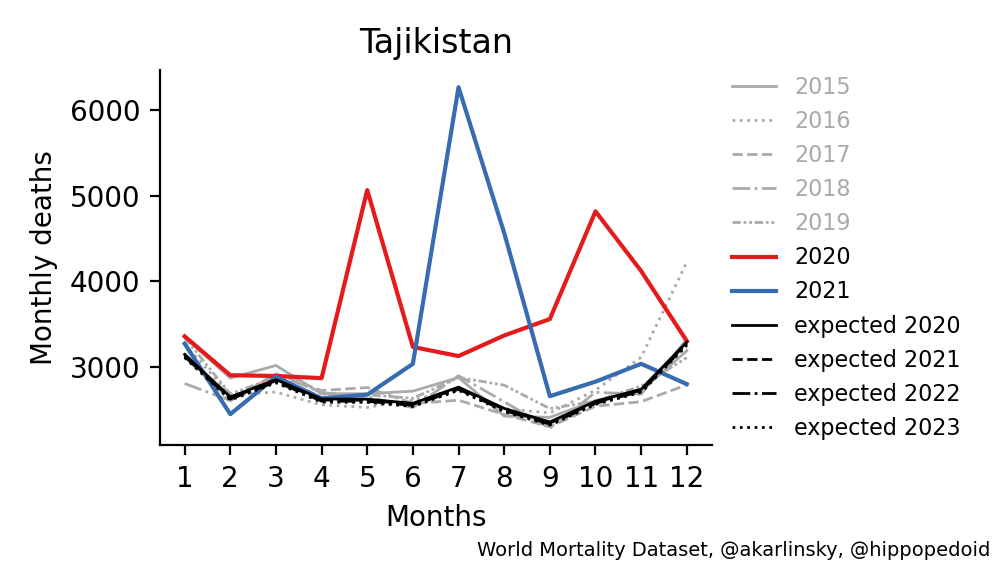 Tajikistan
Monthly deaths
6000
5000
4000
3000
1 2 3 4 5 6 7 8 9 10 11 12
Months
2015
2016
2017
2018
2019
2020
2021
expected 2020
expected 2021
expected 2022
expected 2023
World Mortality Dataset, @akarlinsky, @hippopedoid